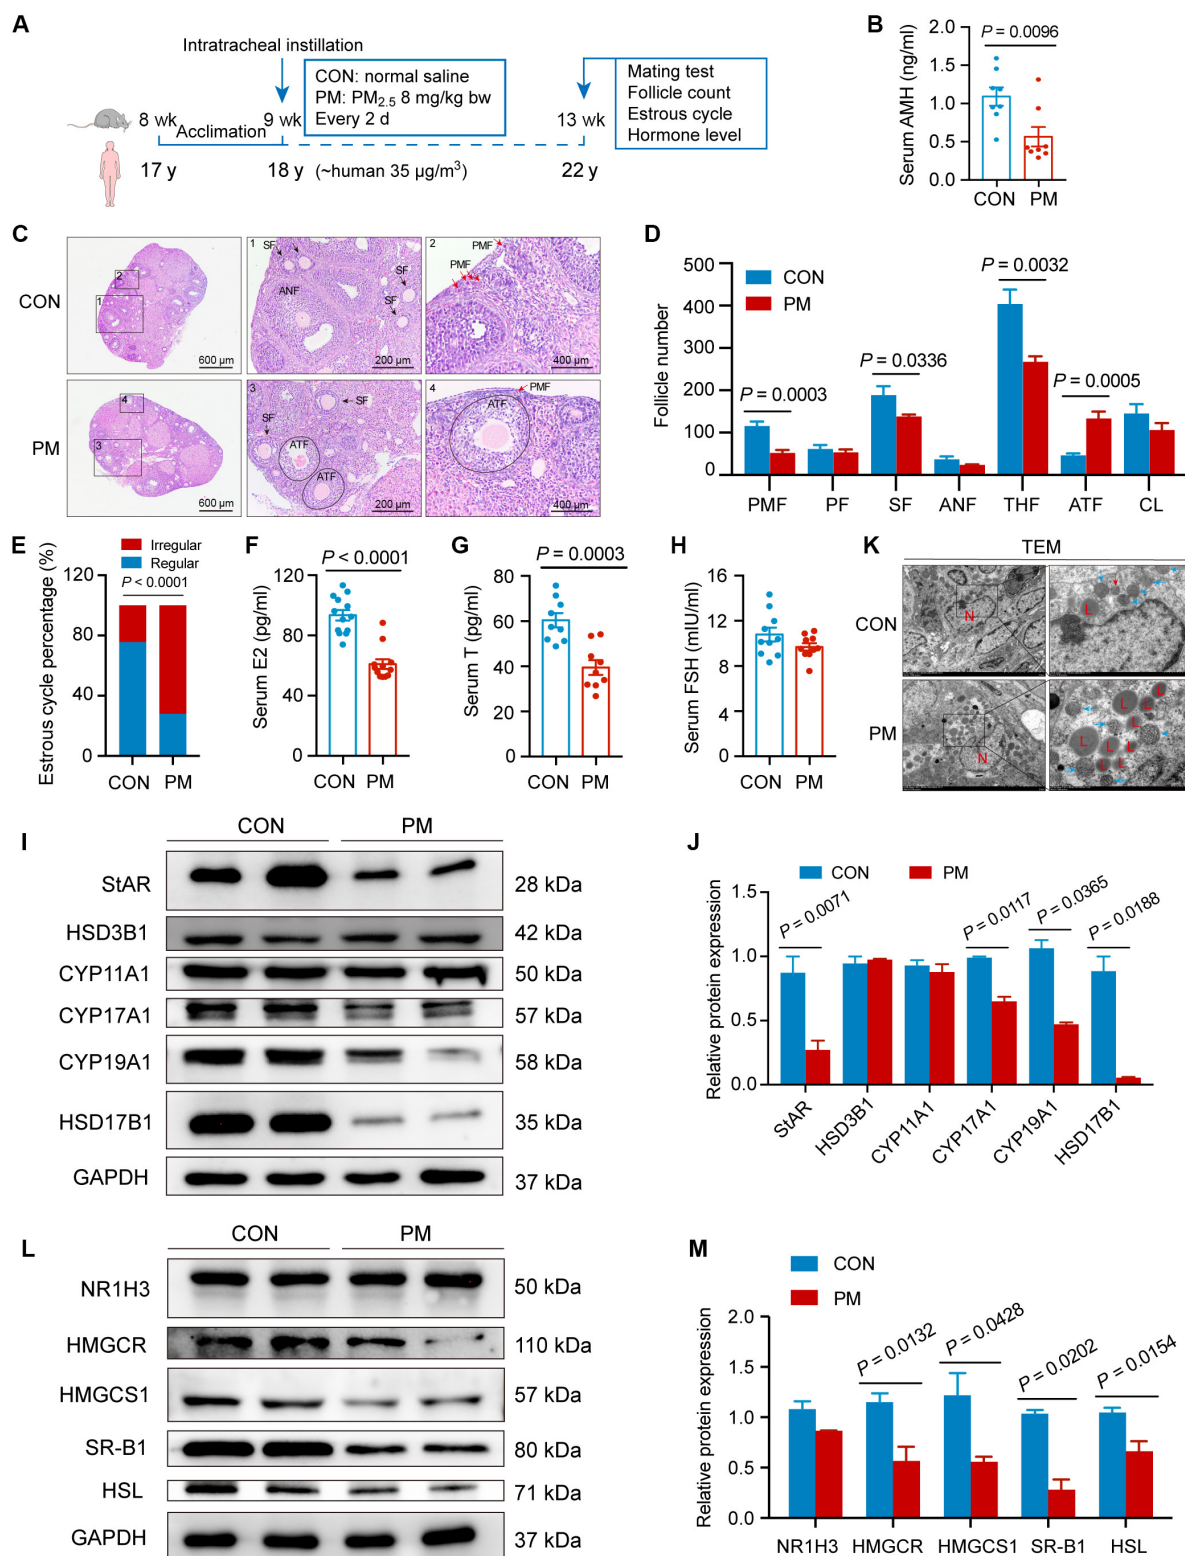 A
Intratracheal instillation
CON: normal saline
PM: PM2.5 8 mg/kg bw
Every 2 d
Mating test
Follicle count
Estrous cycle
Hormone level
8 wk
Acclimation
9 wk
13 wk
17 y
18 y (~human 35 µg/m³)
22 y
B
P = 0.0096
Serum AMH (ng/ml)
2.0
1.5
1.0
0.5
0.0
CON PM
C
CON
PM
1
2
600 µm
1
SF
ANF
SF
SF
200 µm
2
PMF
PMF
400 µm
4
3
600 µm
3
SF
SF
ATF
ATF
200 µm
4
PMF
ATF
400 µm
D
Follicle number
500
400
300
200
100
0
CON
PM
P = 0.0003
P = 0.0336
P = 0.0032
P = 0.0005
PMF PF SF ANF THF ATF CL
E
Irregular
Regular
P < 0.0001
Estrous cycle percentage (%)
120
80
40
0
CON PM
F
P < 0.0001
Serum E2 (pg/ml)
120
80
40
0
CON PM
G
P = 0.0003
Serum T (pg/ml)
80
60
40
20
0
CON PM
H
Serum FSH (mIU/ml)
16
12
8
4
0
CON PM
K
TEM
CON
PM
N
L
N
L
L
L
L
L
L
L
L
I
CON PM
StAR 28 kDa
HSD3B1 42 kDa
CYP11A1 50 kDa
CYP17A1 57 kDa
CYP19A1 58 kDa
HSD17B1 35 kDa
GAPDH 37 kDa
J
CON PM
Relative protein expression
1.5
1.0
0.5
0.0
P = 0.0071
P = 0.0117
P = 0.0365
P = 0.0188
StAR
HSD3B1
CYP11A1
CYP17A1
CYP19A1
HSD17B1
L
CON PM
NR1H3 50 kDa
HMGCR 110 kDa
HMGCS1 57 kDa
SR-B1 80 kDa
HSL 71 kDa
GAPDH 37 kDa
M
CON
PM
Relative protein expression
2.0
1.5
1.0
0.5
0.0
P = 0.0132
P = 0.0428
P = 0.0202
P = 0.0154
NR1H3 HMGCR HMGCS1 SR-B1 HSL